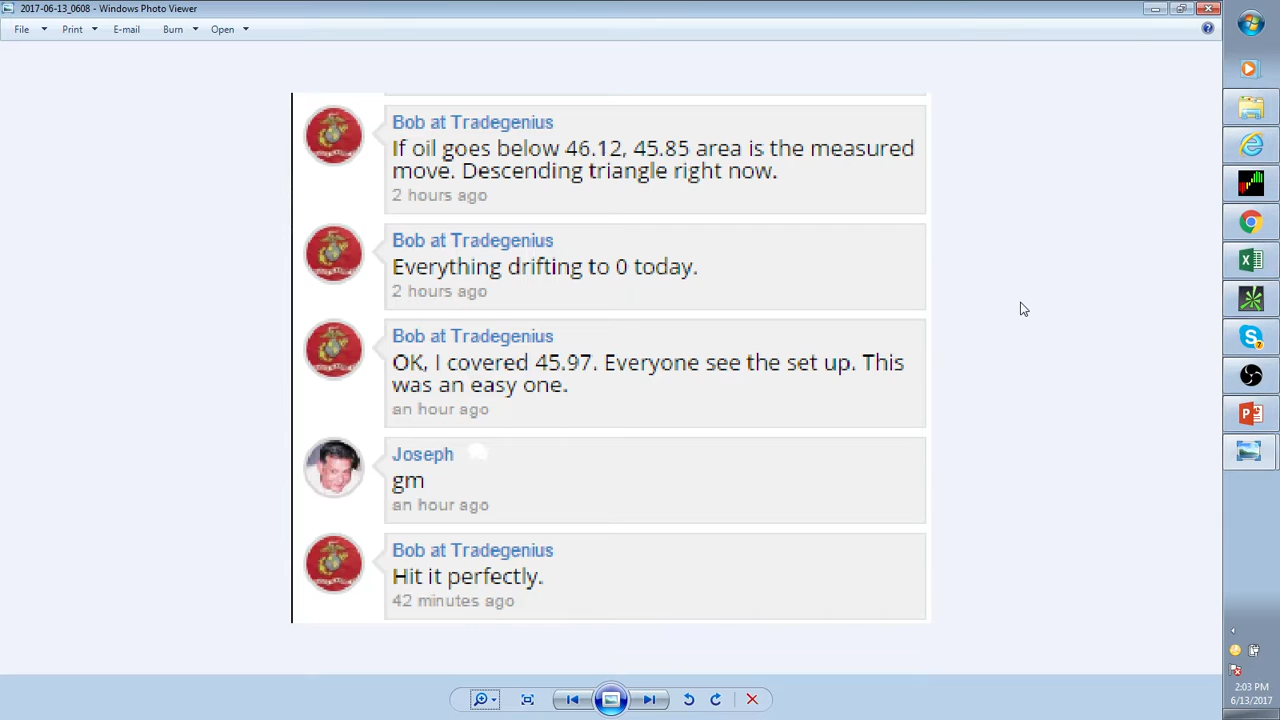 2017-06-13_0608 - Windows Photo Viewer
File Print E-mail Burn Open
Bob at Tradegenius
If oil goes below 46.12, 45.85 area is the measured
move. Descending triangle right now.
2 hours ago
Bob at Tradegenius
Everything drifting to 0 today.
2 hours ago
Bob at Tradegenius
OK, I covered 45.97. Everyone see the set up. This
was an easy one.
an hour ago
Joseph
gm
an hour ago
Bob at Tradegenius
Hit it perfectly.
42 minutes ago
2:03 PM
6/13/2017